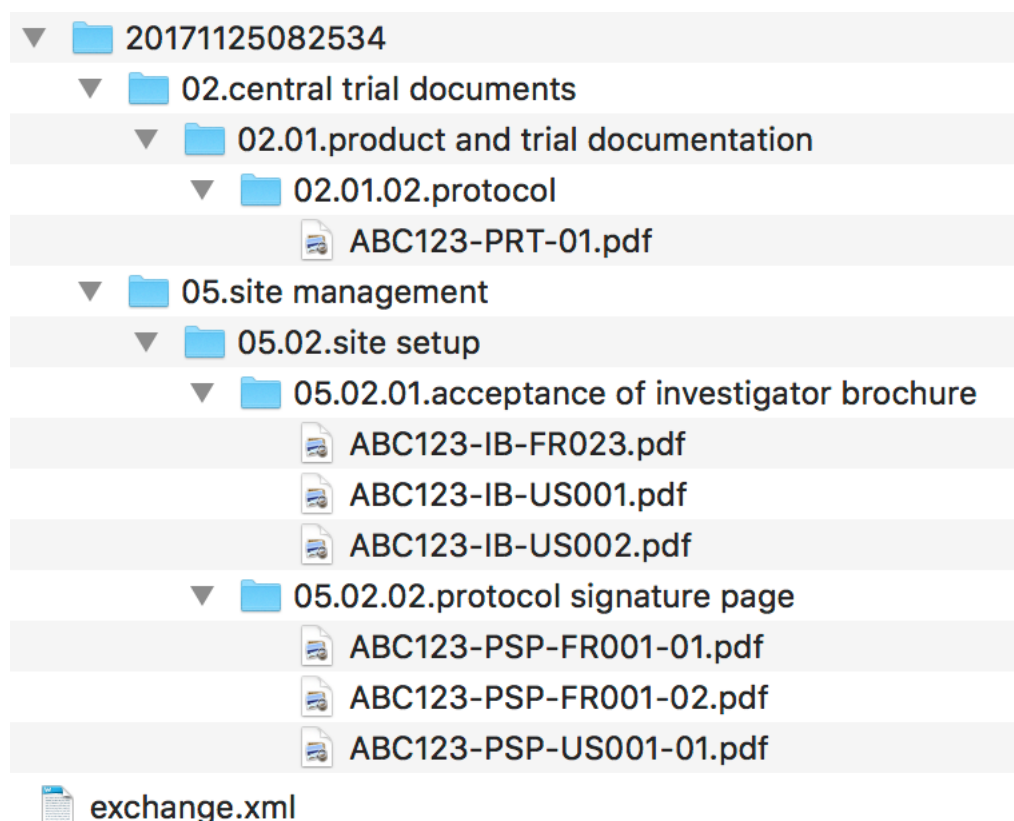 20171125082534
02.central trial documents
02.01.product and trial documentation
02.01.02.protocol
ABC123-PRT-01.pdf
05.site management
05.02.site setup
05.02.01.acceptance of investigator brochure
ABC123-IB-FR023.pdf
ABC123-IB-US001.pdf
ABC123-IB-US002.pdf
05.02.02.protocol signature page
ABC123-PSP-FR001-01.pdf
ABC123-PSP-FR001-02.pdf
ABC123-PSP-US001-01.pdf
exchange.xml